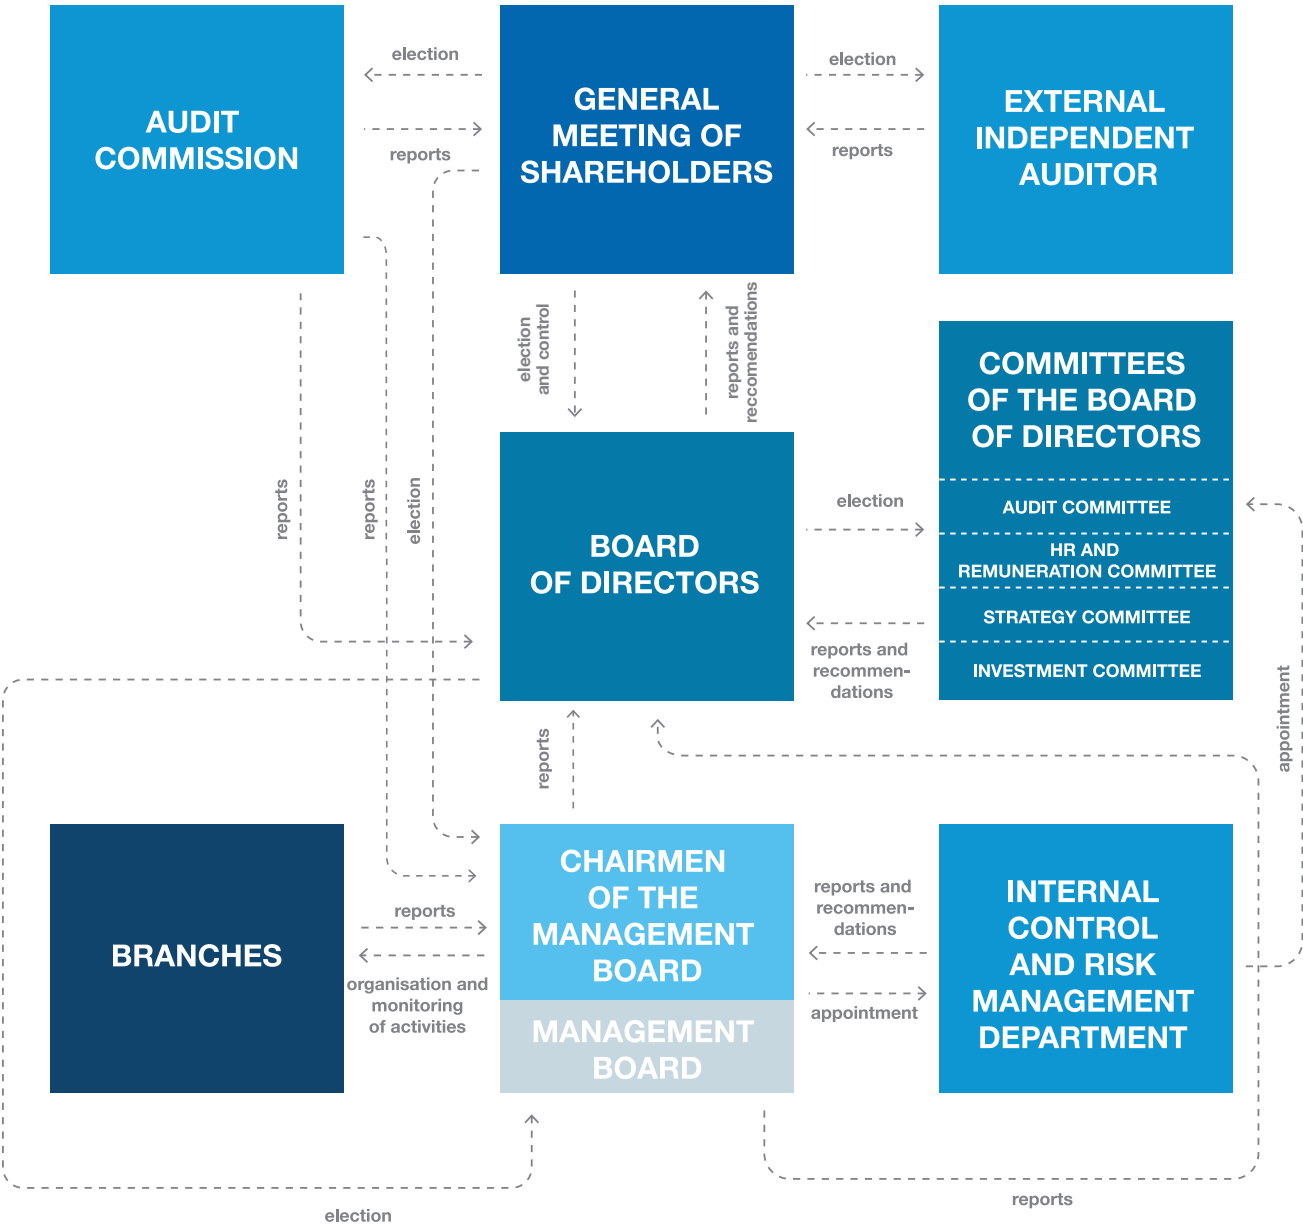 AUDIT
COMMISSION
election
reports
GENERAL
MEETING OF
SHAREHOLDERS
election
reports
EXTERNAL
INDEPENDENT
AUDITOR
election
and control
reports and
reccomendations
COMMITTEES
OF THE BOARD
OF DIRECTORS
AUDIT COMMITTEE
HR AND
REMUNERATION COMMITTEE
STRATEGY COMMITTEE
INVESTMENT COMMITTEE
reports
reports
election
BOARD
OF DIRECTORS
election
reports and
recommen-
dations
appointment
reports
BRANCHES
reports
organisation and
monitoring
of activities
CHAIRMEN
OF THE
MANAGEMENT
BOARD
MANAGEMENT
BOARD
reports and
recommen-
dations
appointment
INTERNAL
CONTROL
AND RISK
MANAGEMENT
DEPARTMENT
reports
election